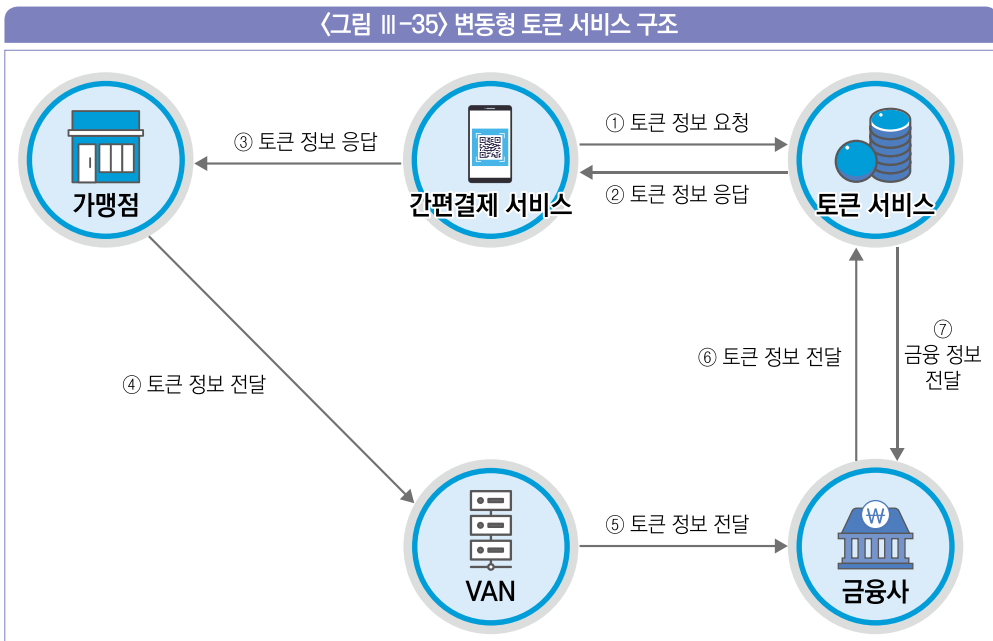 〈그림 Ⅲ-35〉 변동형 토큰 서비스 구조
③ 토큰 정보 응답
① 토큰 정보 요청
② 토큰 정보 응답
가맹점
간편결제 서비스
토큰 서비스
④ 토큰 정보 전달
⑥ 토큰 정보 전달
⑦
금융 정보
전달
⑤ 토큰 정보 전달
VAN
금융사